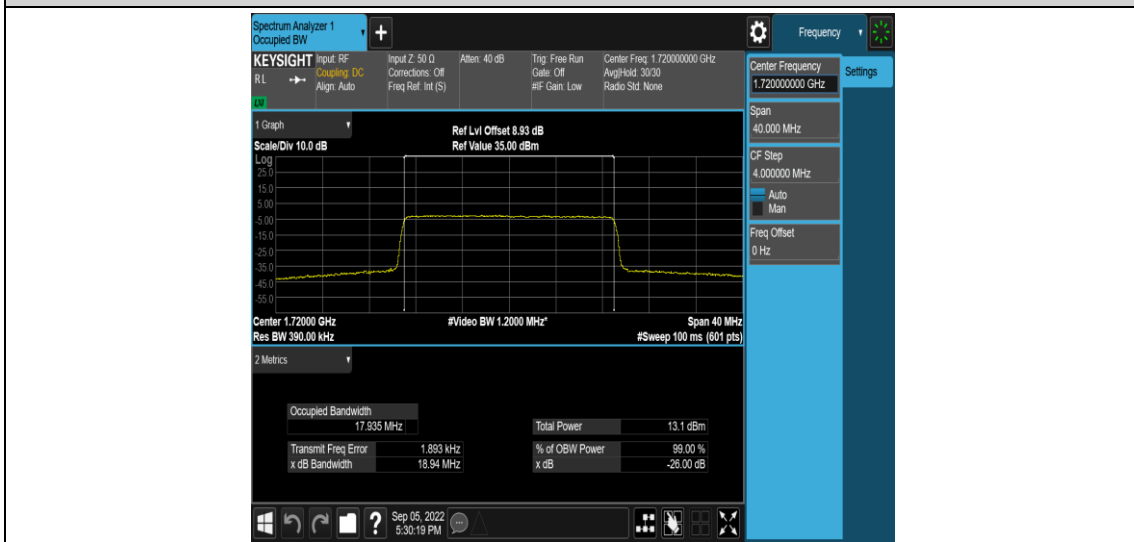 Spectrum Analyzer 1
Occupied BW
+
Frequency
KEYSIGHT
RL
Input: RF
Coupling: DC
Align: Auto
Input Z: 50 Ω
Corrections: Off
Freq Ref: Int (S)
Atten: 40 dB
Trig: Free Run
Gate: Off
#IF Gain: Low
Center Freq: 1.720000000 GHz
Avg|Hold: 30/30
Radio Std: None
Center Frequency
1.720000000 GHz
Settings
Span
40.000 MHz
CF Step
4.000000 MHz
Auto
Man
Freq Offset
0 Hz
1 Graph
Ref Lvl Offset 8.93 dB
Scale/Div 10.0 dB
Ref Value 35.00 dBm
Log
25.0
15.0
5.00
-5.00
-15.0
-25.0
-35.0
-45.0
-55.0
Center 1.72000 GHz
#Video BW 1.2000 MHz*
Span 40 MHz
Res BW 390.00 kHz
#Sweep 100 ms (601 pts)
2 Metrics
Occupied Bandwidth
17.935 MHz
Total Power 13.1 dBm
Transmit Freq Error 1.893 kHz
% of OBW Power 99.00 %
x dB Bandwidth 18.94 MHz
x dB -26.00 dB
?
Sep 05, 2022
5:30:19 PM